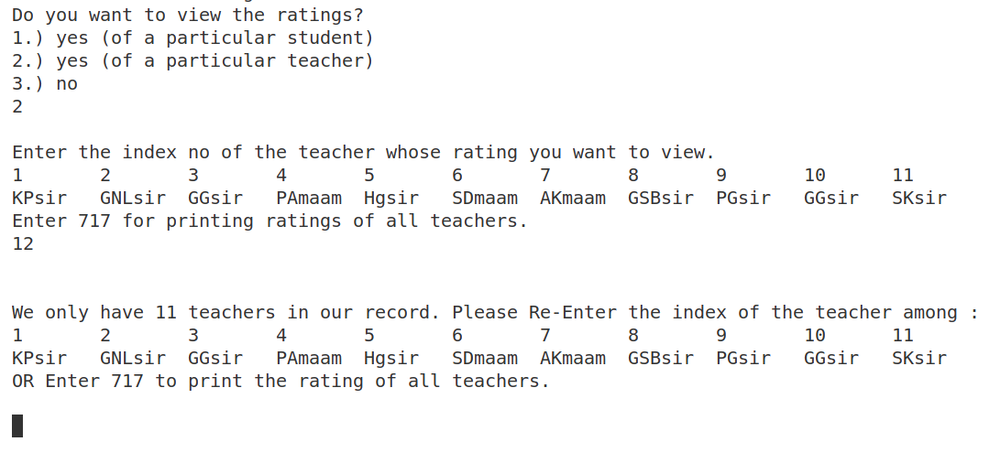 Do you want to view the ratings?
1.) yes (of a particular student)
2.) yes (of a particular teacher)
3.) no
2
Enter the index no of the teacher whose rating you want to view.
1 2 3 4 5 6 7 8 9 10 11
KPsir GNLsir GGsir PAmaam Hgsir SDmaam AKmaam GSBsir PGsir GGsir SKsir
Enter 717 for printing ratings of all teachers.
12
We only have 11 teachers in our record. Please Re-Enter the index of the teacher among :
1 2 3 4 5 6 7 8 9 10 11
KPsir GNLsir GGsir PAmaam Hgsir SDmaam AKmaam GSBsir PGsir GGsir SKsir
OR Enter 717 to print the rating of all teachers.